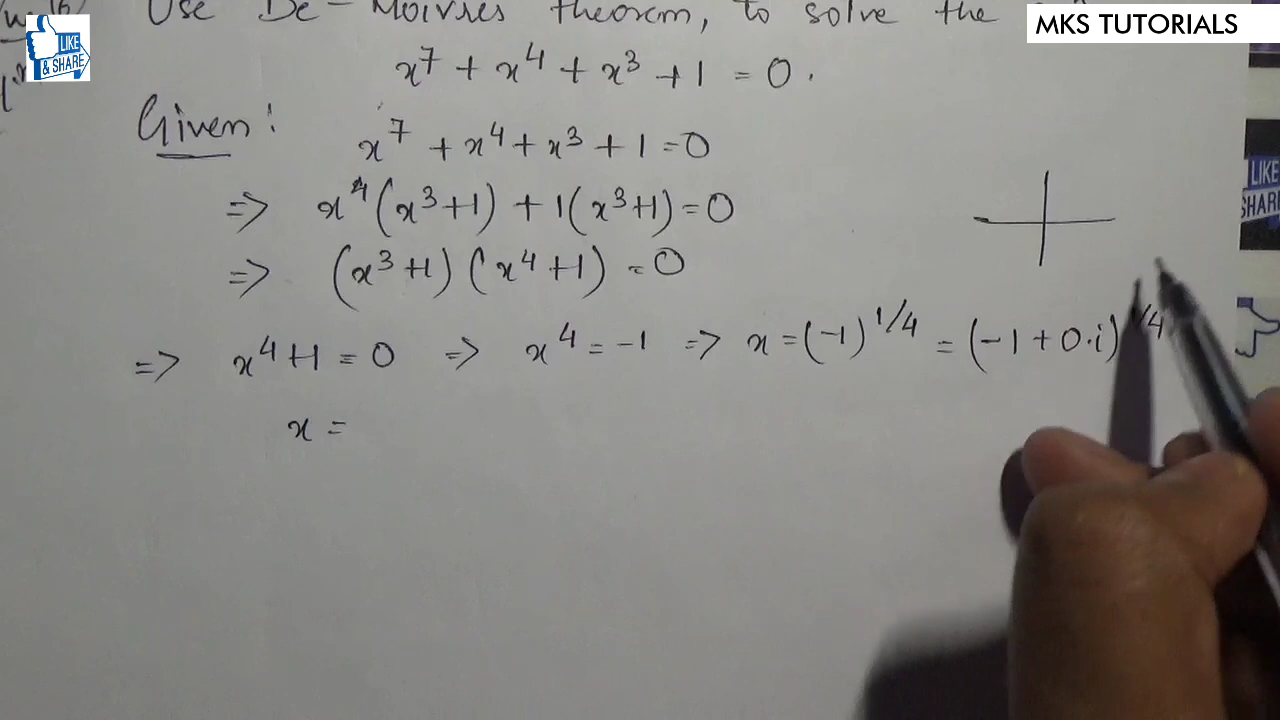 Use De-Moivres theorem, to solve the
MKS TUTORIALS
LIKE & SHARE
x⁷ + x⁴ + x³ + 1 = 0.
Given:
x⁷ + x⁴ + x³ + 1 = 0
⇒ x⁴(x³+1) + 1(x³+1) = 0
LIKE
SHAR
⇒ (x³+1)(x⁴+1) = 0
⇒ x⁴+1 = 0 ⇒ x⁴ = -1 ⇒ x = (-1)^1/4 = (-1+0·i)^1/4
x =